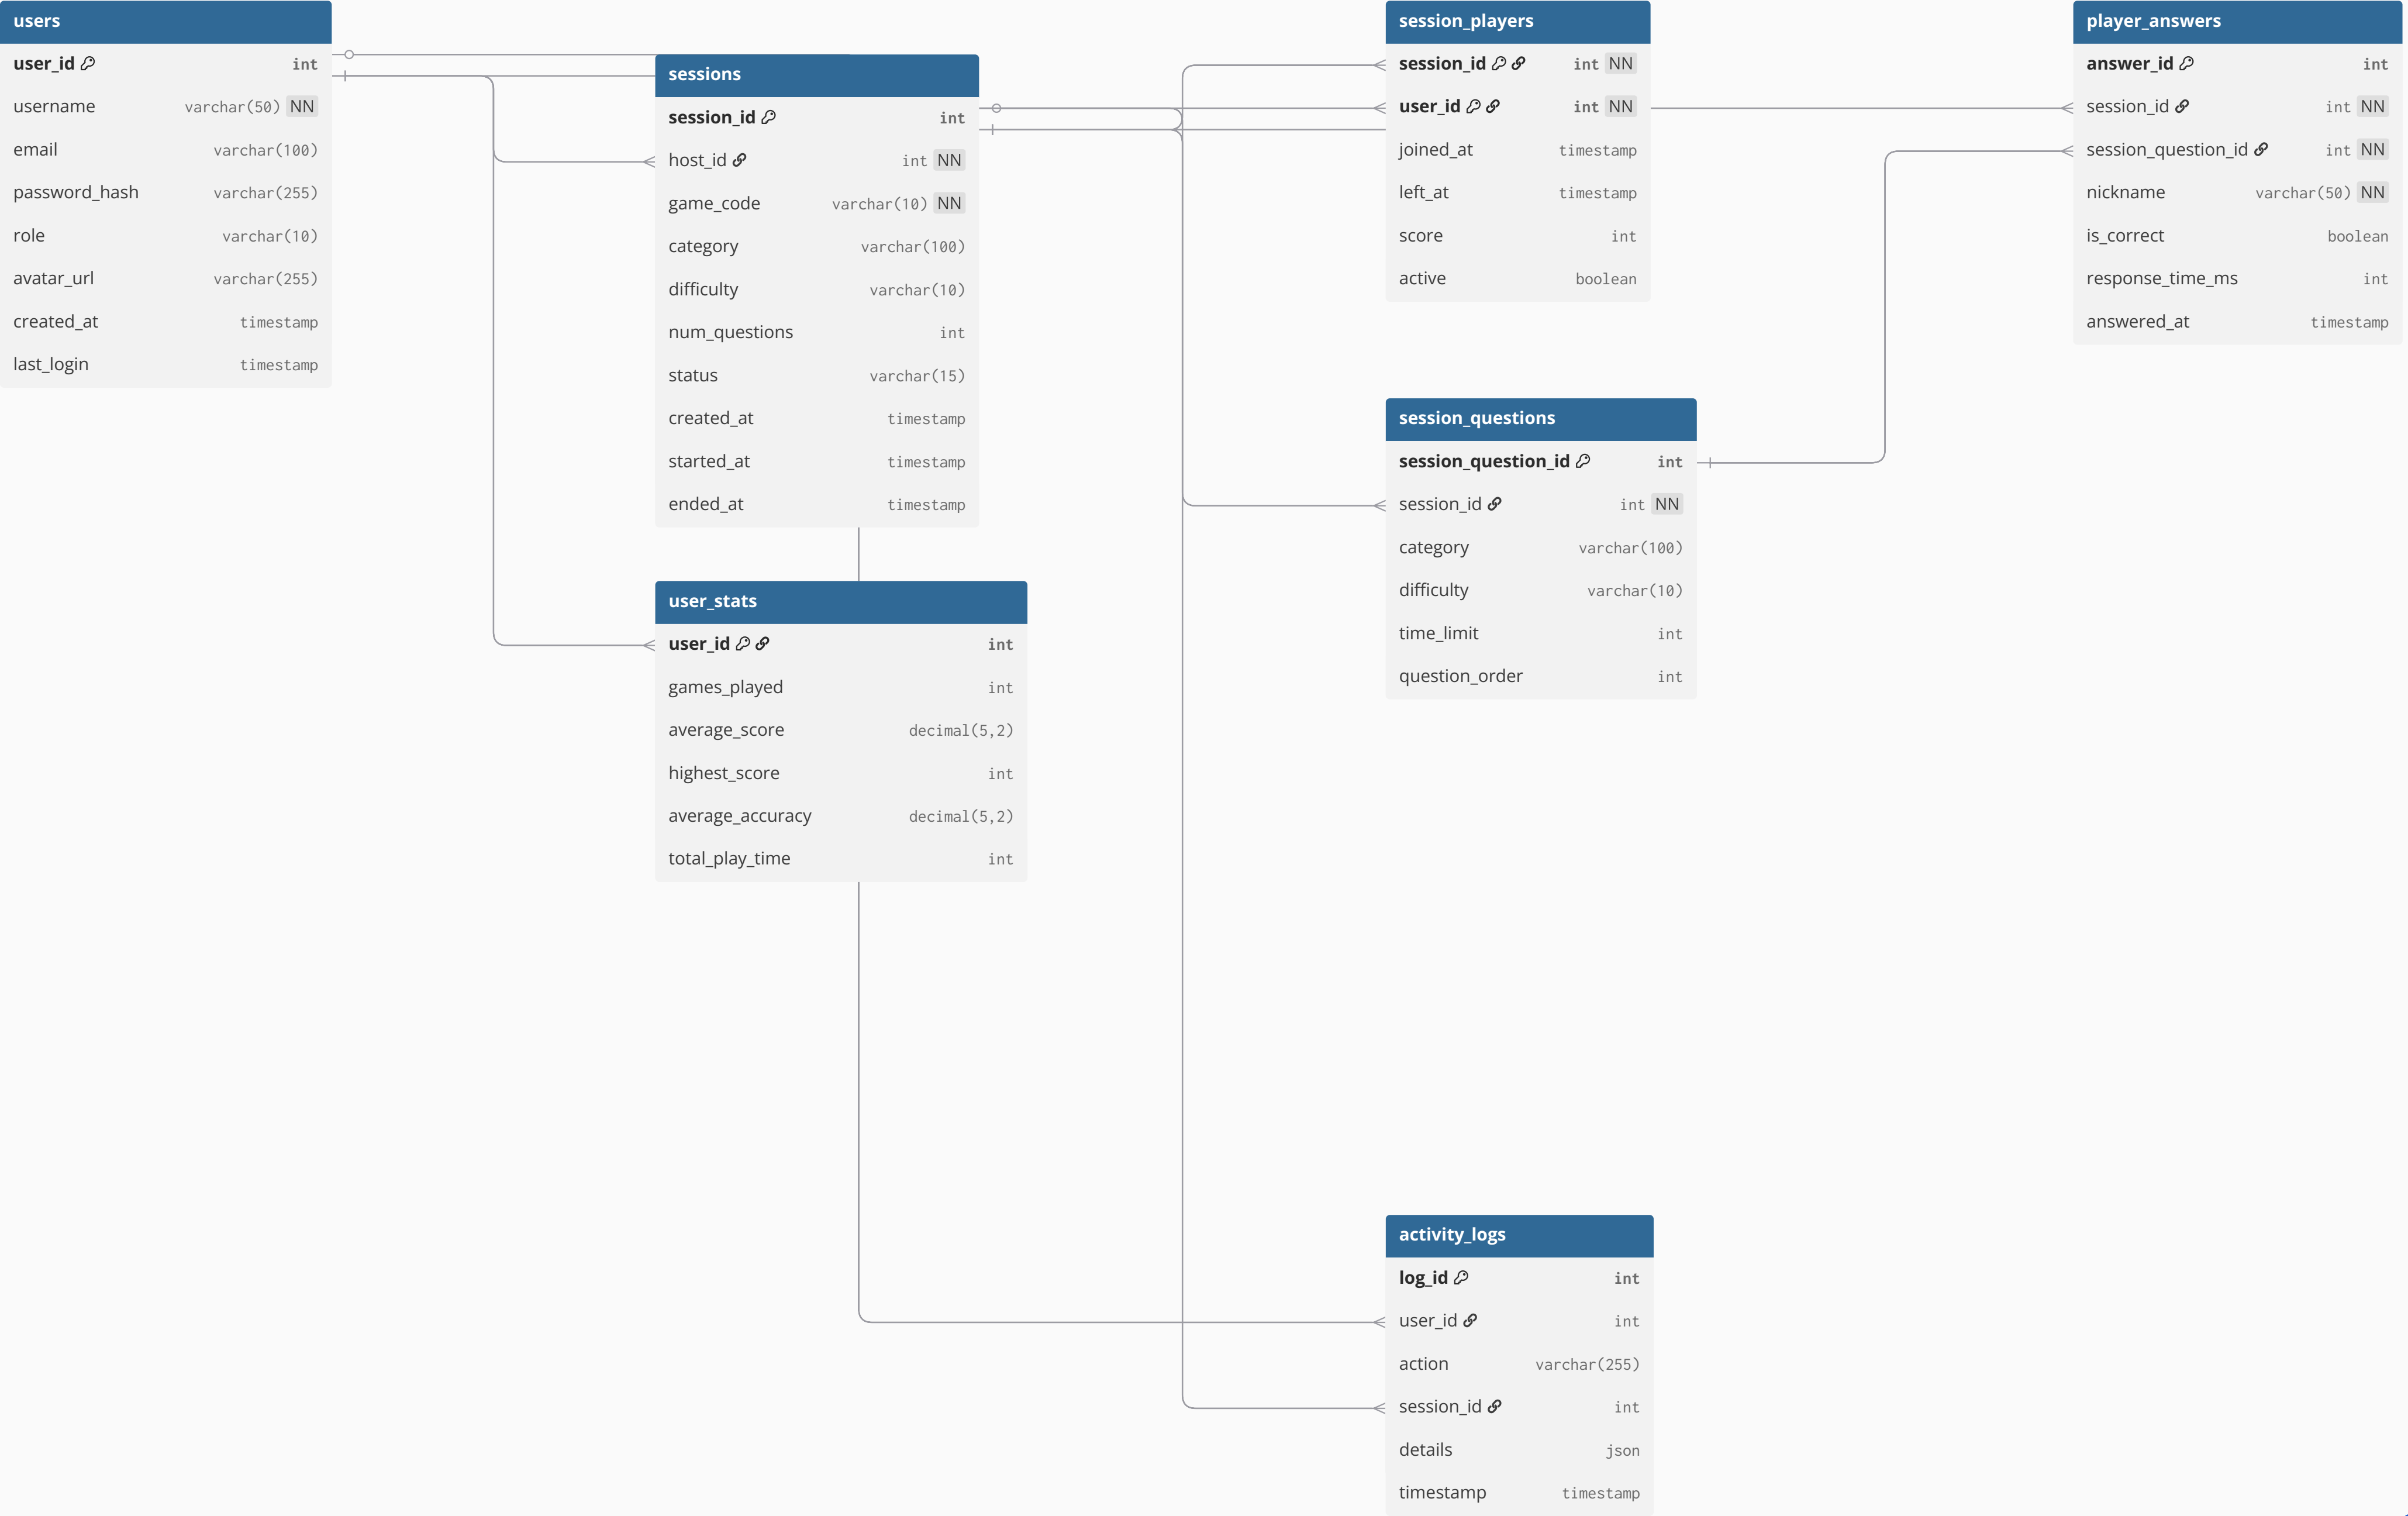 users
user_id int
username varchar(50) NN
email varchar(100)
password_hash varchar(255)
role varchar(10)
avatar_url varchar(255)
created_at timestamp
last_login timestamp
sessions
session_id int
host_id int NN
game_code varchar(10) NN
category varchar(100)
difficulty varchar(10)
num_questions int
status varchar(15)
created_at timestamp
started_at timestamp
ended_at timestamp
user_stats
user_id int
games_played int
average_score decimal(5,2)
highest_score int
average_accuracy decimal(5,2)
total_play_time int
session_players
session_id int NN
user_id int NN
joined_at timestamp
left_at timestamp
score int
active boolean
session_questions
session_question_id int
session_id int NN
category varchar(100)
difficulty varchar(10)
time_limit int
question_order int
activity_logs
log_id int
user_id int
action varchar(255)
session_id int
details json
timestamp timestamp
player_answers
answer_id int
session_id int NN
session_question_id int NN
nickname varchar(50) NN
is_correct boolean
response_time_ms int
answered_at timestamp